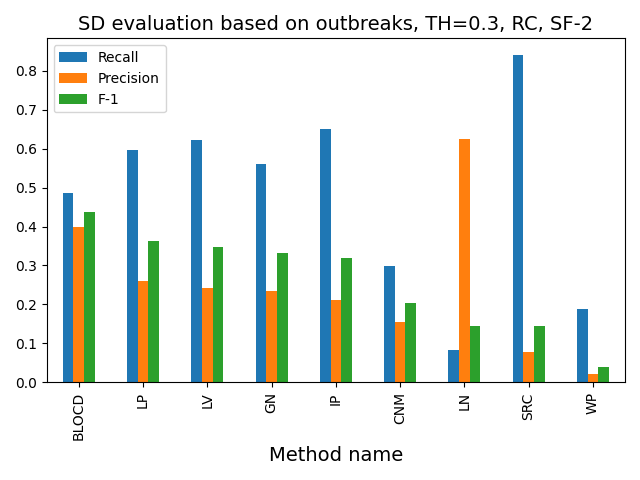 SD evaluation based on outbreaks, TH=0.3, RC, SF-2
Recall
Precision
F-1
0.8
0.7
0.6
0.5
0.4
0.3
0.2
0.1
0.0
BLOCD
LP
LV
GN
IP
CNM
LN
SRC
WP
Method name